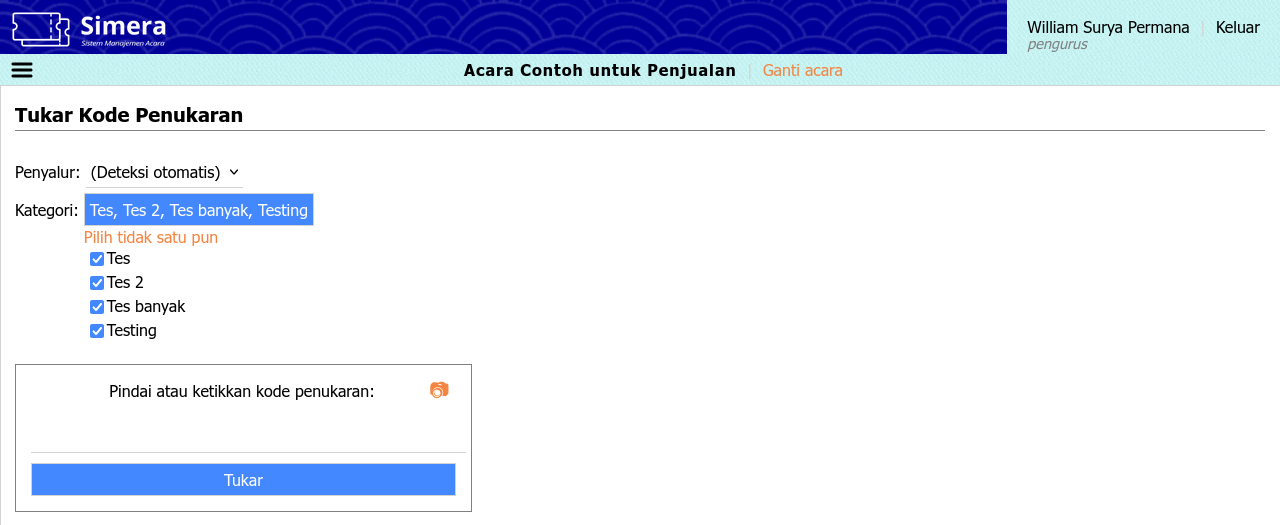 Simera
Sistem Manajemen Acara
William Surya Permana | Keluar
pengurus
Acara Contoh untuk Penjualan | Ganti acara
Tukar Kode Penukaran
Penyalur: (Deteksi otomatis)
Kategori: Tes, Tes 2, Tes banyak, Testing
Pilih tidak satu pun
Tes
Tes 2
Tes banyak
Testing
Pindai atau ketikkan kode penukaran:
Tukar